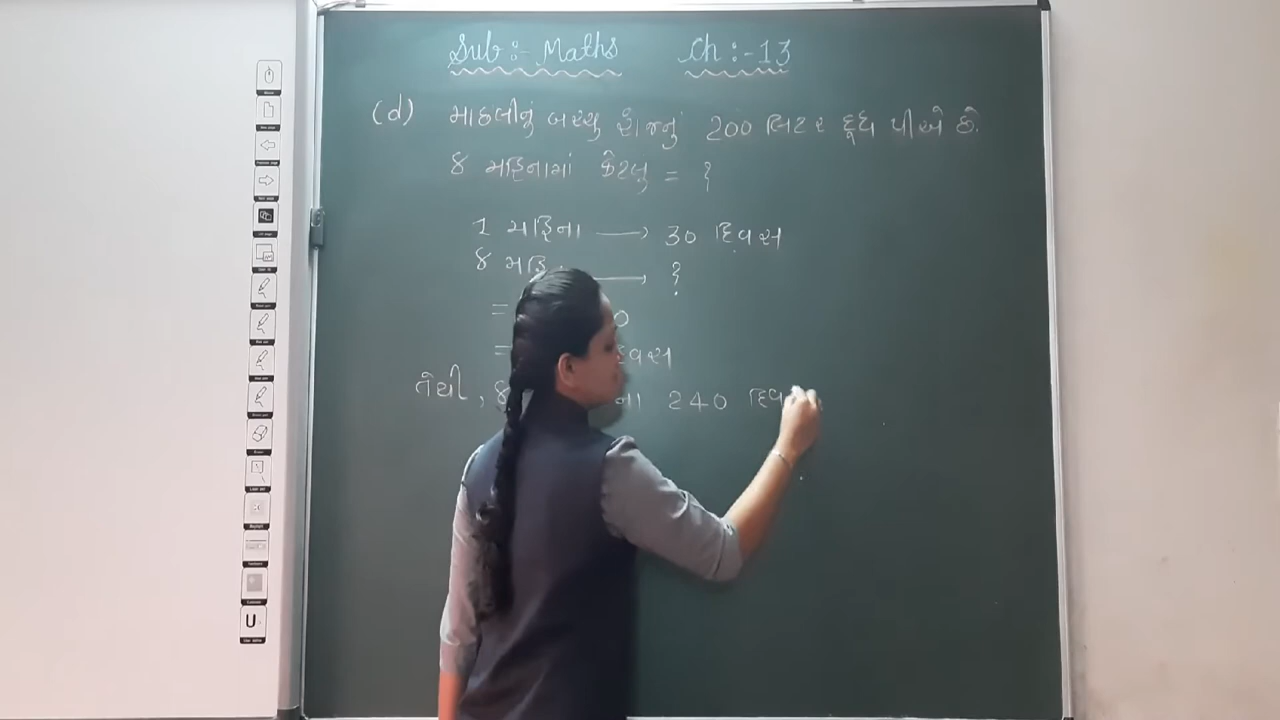 Sub :- Maths Ch :- 13
(d) માછલીનું બચ્ચુ રોજનું 200 લિટર દૂધ પીએ છે.
8 મહિનામાં કેટલુ = ?
1 મહિના → 30 દિવસ
8 → ?
=
=
તેથી, 8 ના 240
U